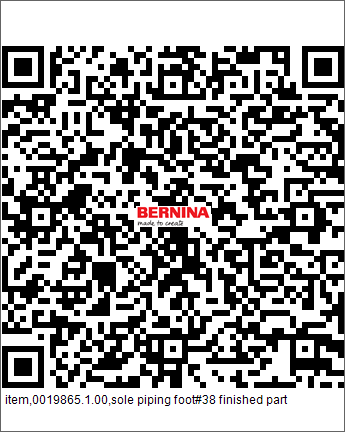 BERNINA
made to create
item,0019865.1.00,sole piping foot#38 finished part